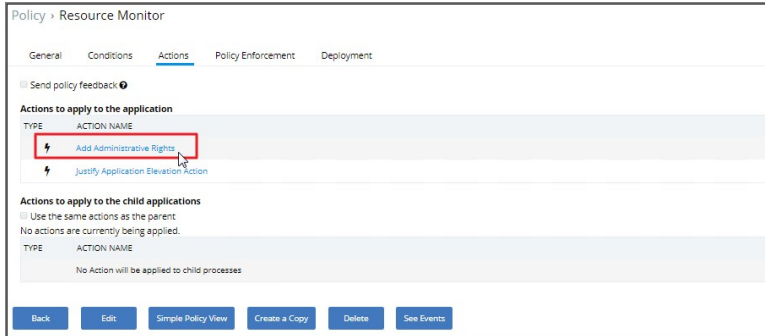 Policy › Resource Monitor
General Conditions Actions Policy Enforcement Deployment
Send policy feedback ?
Actions to apply to the application
TYPE ACTION NAME
Add Administrative Rights
Justify Application Elevation Action
Actions to apply to the child applications
Use the same actions as the parent
No actions are currently being applied.
TYPE ACTION NAME
No Action will be applied to child processes
Back Edit Simple Policy View Create a Copy Delete See Events